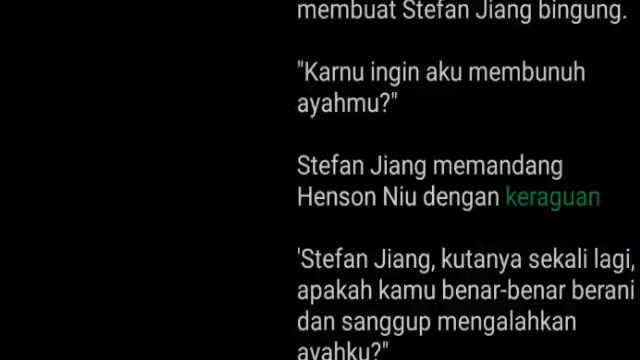 membuat Stefan Jiang bingung.
"Karnu ingin aku membunuh
ayahmu?"
Stefan Jiang memandang
Henson Niu dengan keraguan
'Stefan Jiang, kutanya sekali lagi,
apakah kamu benar-benar berani
dan sanggup mengalahkan
ayahku?"